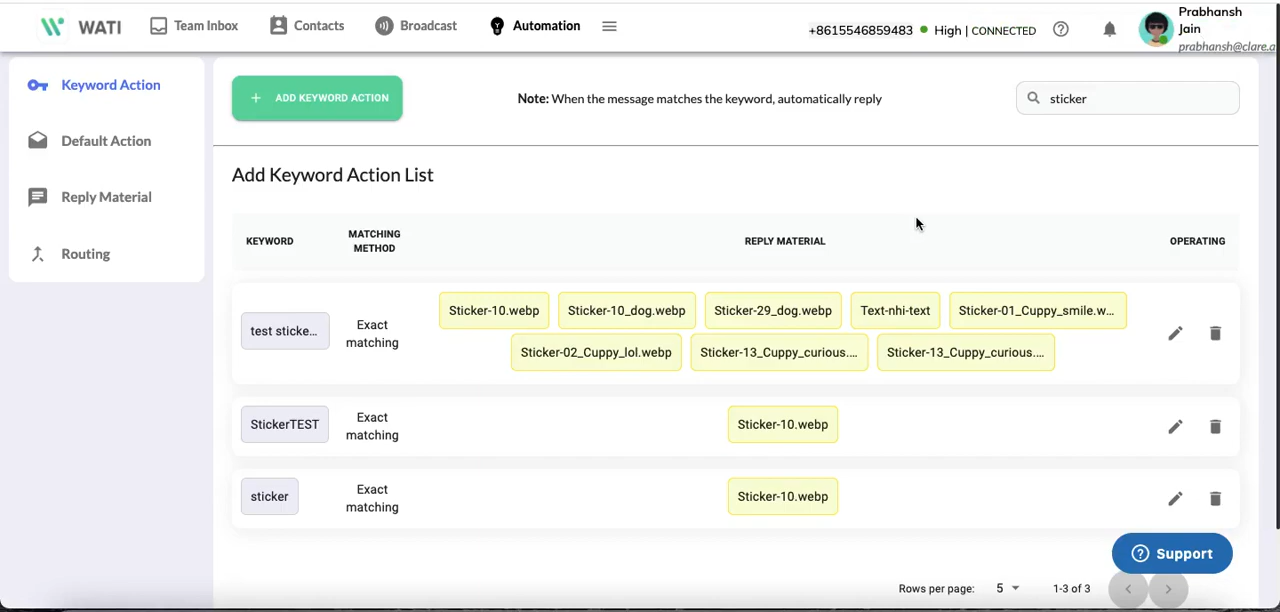 WATI
Team Inbox
Contacts
Broadcast
Automation
+8615546859483 High | CONNECTED
Prabhansh
Jain
prabhansh@clare.a
Keyword Action
Default Action
Reply Material
Routing
+ ADD KEYWORD ACTION
Note: When the message matches the keyword, automatically reply
sticker
Add Keyword Action List
KEYWORD
MATCHING
METHOD
REPLY MATERIAL
OPERATING
test sticke...
Exact
matching
Sticker-10.webp
Sticker-10_dog.webp
Sticker-29_dog.webp
Text-nhi-text
Sticker-01_Cuppy_smile.w...
Sticker-02_Cuppy_lol.webp
Sticker-13_Cuppy_curious....
Sticker-13_Cuppy_curious....
StickerTEST
Exact
matching
Sticker-10.webp
sticker
Exact
matching
Sticker-10.webp
Support
Rows per page: 5 1-3 of 3